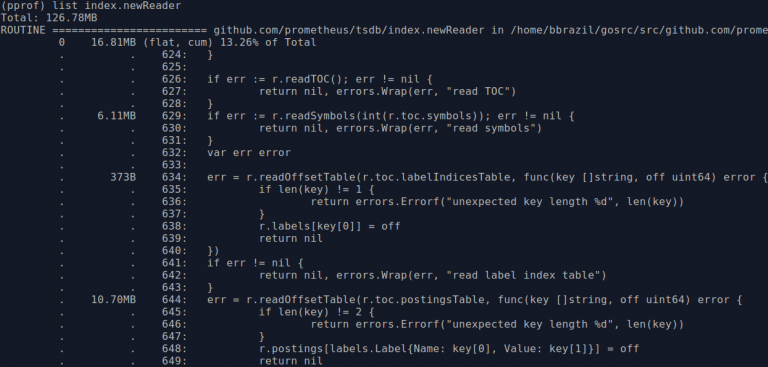 (pprof) list index.newReader
Total: 126.78MB
ROUTINE ======================== github.com/prometheus/tsdb/index.newReader in /home/bbrazil/gosrc/src/github.com/prome
0 16.81MB (flat, cum) 13.26% of Total
. . 624: }
. . 625:
. . 626: if err := r.readTOC(); err != nil {
. . 627: return nil, errors.Wrap(err, "read TOC")
. . 628: }
. 6.11MB 629: if err := r.readSymbols(int(r.toc.symbols)); err != nil {
. . 630: return nil, errors.Wrap(err, "read symbols")
. . 631: }
. . 632: var err error
. . 633:
. 373B 634: err = r.readOffsetTable(r.toc.labelIndicesTable, func(key []string, off uint64) error {
. . 635: if len(key) != 1 {
. . 636: return errors.Errorf("unexpected key length %d", len(key))
. . 637: }
. . 638: r.labels[key[0]] = off
. . 639: return nil
. . 640: })
. . 641: if err != nil {
. . 642: return nil, errors.Wrap(err, "read label index table")
. . 643: }
. 10.70MB 644: err = r.readOffsetTable(r.toc.postingsTable, func(key []string, off uint64) error {
. . 645: if len(key) != 2 {
. . 646: return errors.Errorf("unexpected key length %d", len(key))
. . 647: }
. . 648: r.postings[labels.Label{Name: key[0], Value: key[1]}] = off
. . 649: return nil